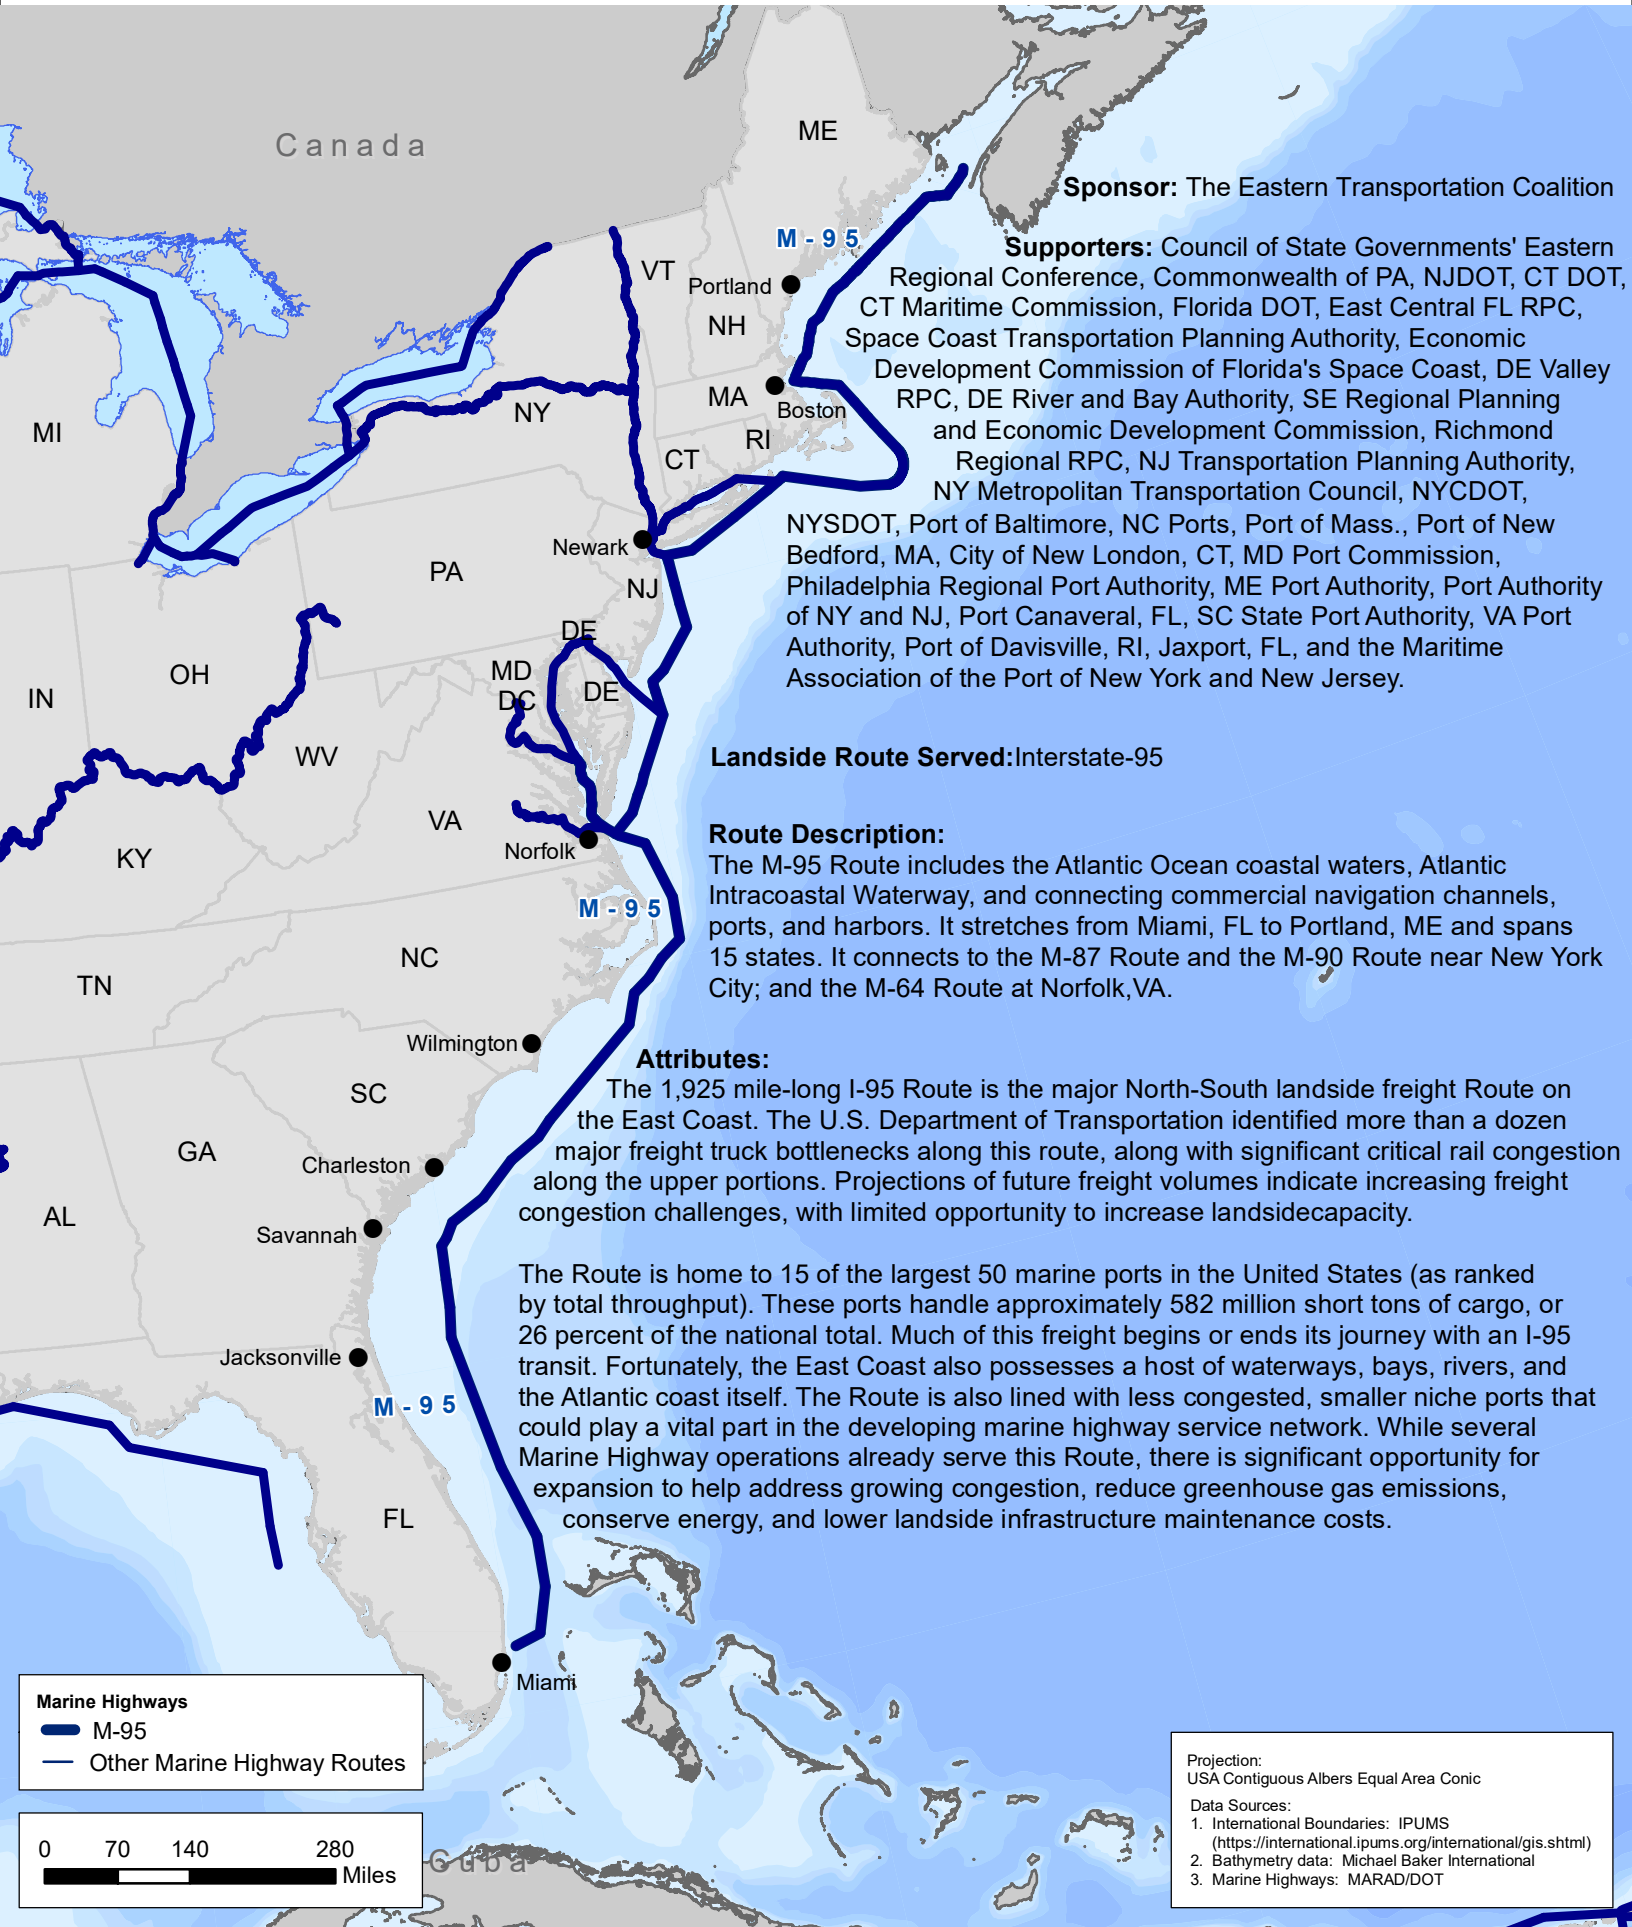 Canada
ME
Sponsor: The Eastern Transportation Coalition
M-95
Supporters: Council of State Governments' Eastern
Regional Conference, Commonwealth of PA, NJDOT, CT DOT,
CT Maritime Commission, Florida DOT, East Central FL RPC,
Space Coast Transportation Planning Authority, Economic
Development Commission of Florida's Space Coast, DE Valley
RPC, DE River and Bay Authority, SE Regional Planning
and Economic Development Commission, Richmond
Regional RPC, NJ Transportation Planning Authority,
NY Metropolitan Transportation Council, NYCDOT,
NYSDOT, Port of Baltimore, NC Ports, Port of Mass., Port of New
Bedford, MA, City of New London, CT, MD Port Commission,
Philadelphia Regional Port Authority, ME Port Authority, Port Authority
of NY and NJ, Port Canaveral, FL, SC State Port Authority, VA Port
Authority, Port of Davisville, RI, Jaxport, FL, and the Maritime
Association of the Port of New York and New Jersey.
VT
Portland
NH
MA
Boston
NY
MI
RI
CT
Newark
PA
NJ
DE
MD
OH
DE
IN
DC
WV
Landside Route Served:Interstate-95
VA
Norfolk
KY
Route Description:
The M-95 Route includes the Atlantic Ocean coastal waters, Atlantic
Intracoastal Waterway, and connecting commercial navigation channels,
ports, and harbors. It stretches from Miami, FL to Portland, ME and spans
15 states. It connects to the M-87 Route and the M-90 Route near New York
City; and the M-64 Route at Norfolk,VA.
M-95
NC
TN
Wilmington
Attributes:
The 1,925 mile-long I-95 Route is the major North-South landside freight Route on
the East Coast. The U.S. Department of Transportation identified more than a dozen
major freight truck bottlenecks along this route, along with significant critical rail congestion
along the upper portions. Projections of future freight volumes indicate increasing freight
congestion challenges, with limited opportunity to increase landsidecapacity.
SC
GA
Charleston
AL
Savannah
The Route is home to 15 of the largest 50 marine ports in the United States (as ranked
by total throughput). These ports handle approximately 582 million short tons of cargo, or
26 percent of the national total. Much of this freight begins or ends its journey with an I-95
transit. Fortunately, the East Coast also possesses a host of waterways, bays, rivers, and
the Atlantic coast itself. The Route is also lined with less congested, smaller niche ports that
could play a vital part in the developing marine highway service network. While several
Marine Highway operations already serve this Route, there is significant opportunity for
expansion to help address growing congestion, reduce greenhouse gas emissions,
conserve energy, and lower landside infrastructure maintenance costs.
Jacksonville
M-95
FL
Miami
Marine Highways
M-95
Other Marine Highway Routes
0 70 140 280
Miles
Cuba
Projection:
USA Contiguous Albers Equal Area Conic
Data Sources:
1. International Boundaries: IPUMS
(https://international.ipums.org/international/gis.shtml)
2. Bathymetry data: Michael Baker International
3. Marine Highways: MARAD/DOT